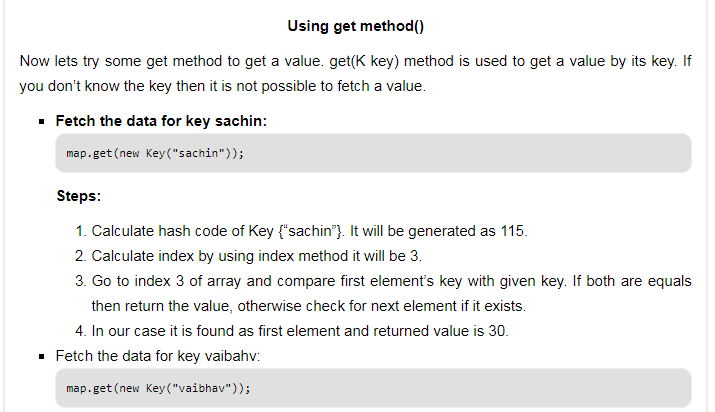 Using get method()
Now lets try some get method to get a value. get(K key) method is used to get a value by its key. If
you don't know the key then it is not possible to fetch a value.
▪ Fetch the data for key sachin:
map.get(new Key("sachin"));
Steps:
1. Calculate hash code of Key {“sachin”}. It will be generated as 115.
2. Calculate index by using index method it will be 3.
3. Go to index 3 of array and compare first element's key with given key. If both are equals
then return the value, otherwise check for next element if it exists.
4. In our case it is found as first element and returned value is 30.
▪ Fetch the data for key vaibahv:
map.get(new Key("vaibhav"));